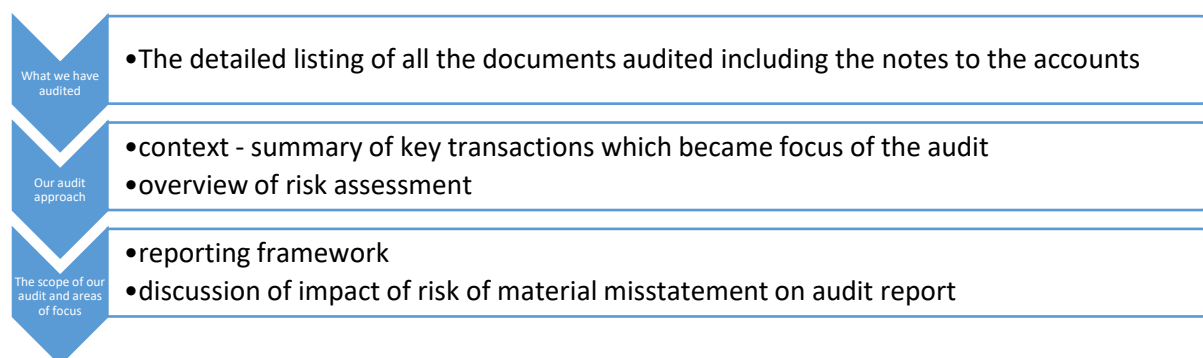 What we have
audited
•The detailed listing of all the documents audited including the notes to the accounts
Our audit
approach
•context - summary of key transactions which became focus of the audit
•overview of risk assessment
The scope of our
audit and areas
of focus
•reporting framework
•discussion of impact of risk of material misstatement on audit report